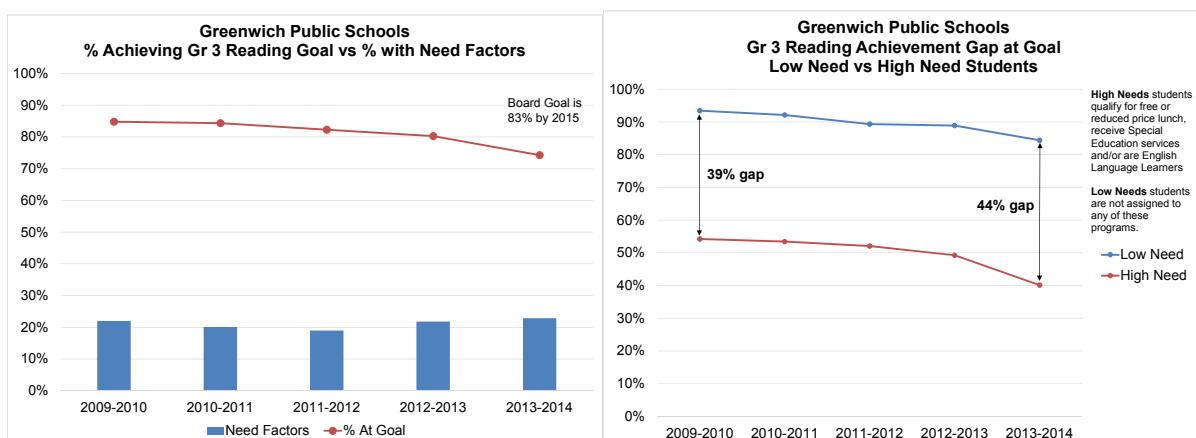 Greenwich Public Schools
% Achieving Gr 3 Reading Goal vs % with Need Factors
100%
90%
80%
70%
60%
50%
40%
30%
20%
10%
0%
Board Goal is
83% by 2015
2009-2010
2010-2011
2011-2012
2012-2013
2013-2014
Need Factors
% At Goal
Greenwich Public Schools
Gr 3 Reading Achievement Gap at Goal
Low Need vs High Need Students
100%
90%
80%
70%
60%
50%
40%
30%
20%
10%
0%
39% gap
44% gap
2009-2010
2010-2011
2011-2012
2012-2013
2013-2014
High Needs students
qualify for free or
reduced price lunch,
receive Special
Education services
and/or are English
Language Learners
Low Needs students
are not assigned to
any of these
programs.
Low Need
High Need